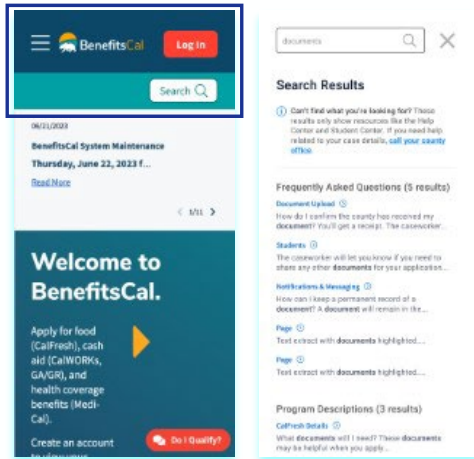 BenefitsCal
Log In
Search
06/21/2023
BenefitsCal System Maintenance
Thursday, June 22, 2023 f...
Read More
1/11
Welcome to
BenefitsCal.
Apply for food
(CalFresh), cash
aid (CalWORKs,
GA/GR), and
health coverage
benefits (Medi-
Cal).
Create an account
to view your
Do I Qualify?
documents
Search Results
Can't find what you're looking for? These
results only show resources like the Help
Center and Student Center. If you need help
related to your case details, call your county
office.
Frequently Asked Questions (5 results)
Document Upload
How do I confirm the county has received my
document? You'll get a receipt. The caseworker...
Students
The caseworker will let you know if you need to
share any other documents for your application...
Notifications & Messaging
How can I keep a permanent record of a
document? A document will remain in the...
Page
Text extract with documents highlighted....
Page
Text extract with documents highlighted....
Program Descriptions (3 results)
CalFresh Details
What documents will I need? These documents
may be helpful when you apply...